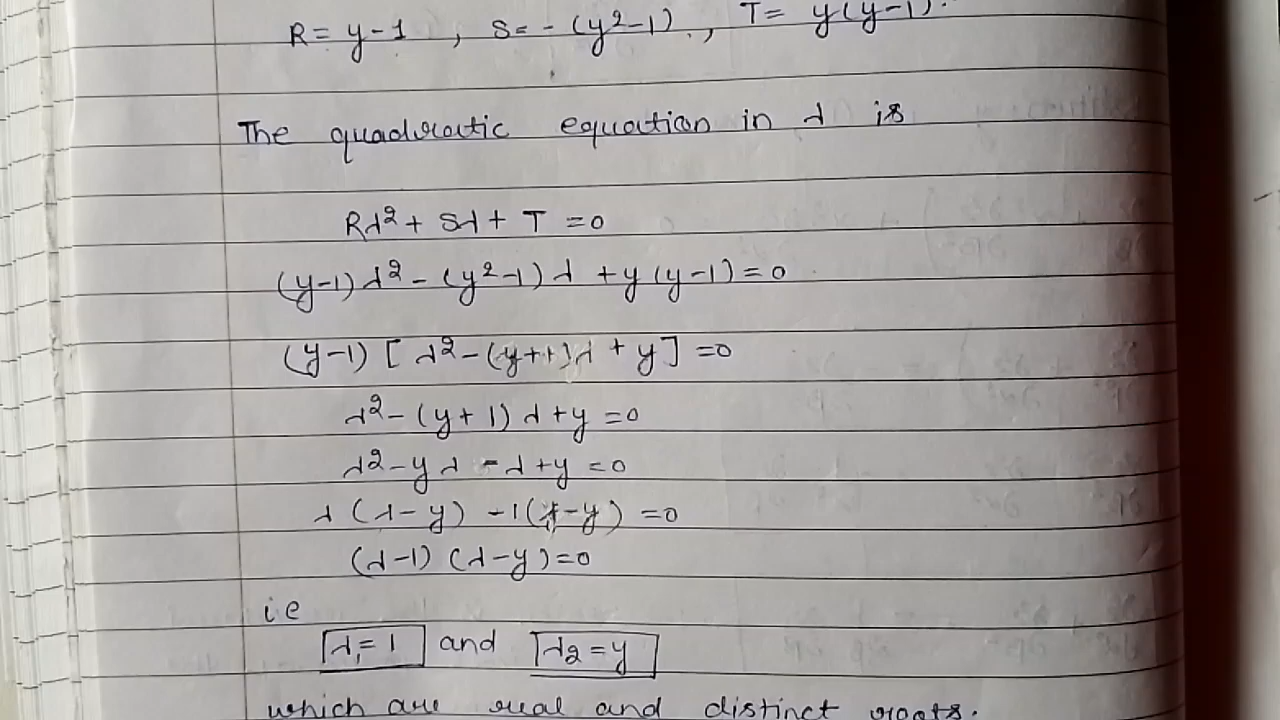 R = y-1 , S = - (y²-1) , T = y(y-1).
The quadratic equation in λ is
Rλ² + Sλ + T = 0
(y-1)λ² - (y²-1)λ + y(y-1) = 0
(y-1) [ λ² - (y+1)λ + y ] = 0
λ² - (y+1)λ + y = 0
λ² - yλ - λ + y = 0
λ (λ-y) -1(λ-y) = 0
(λ-1) (λ-y) = 0
ie
λ₁ = 1 and λ₂ = y
which are real and distinct roots.